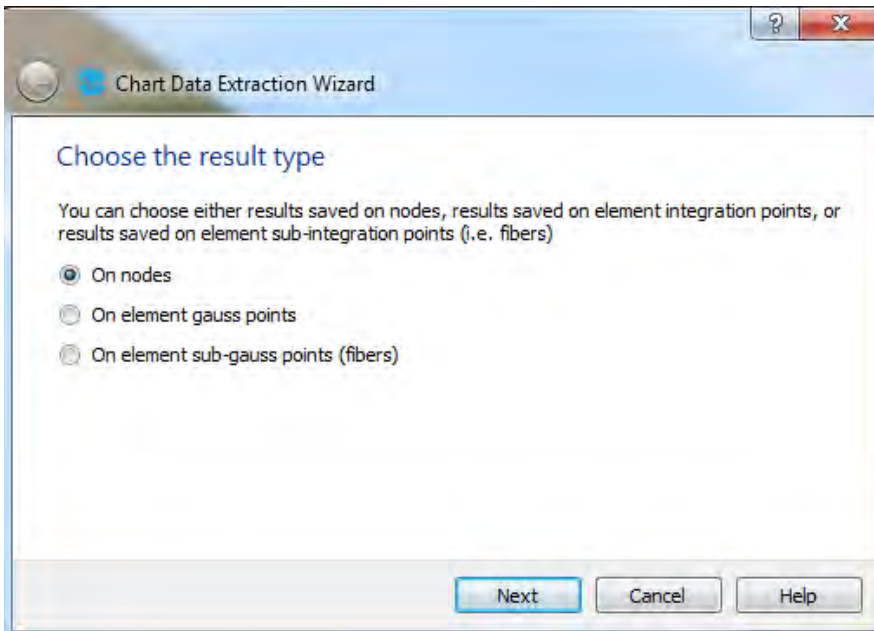 Chart Data Extraction Wizard
Choose the result type
You can choose either results saved on nodes, results saved on element integration points, or
results saved on element sub-integration points (i.e. fibers)
On nodes
On element gauss points
On element sub-gauss points (fibers)
Next Cancel Help